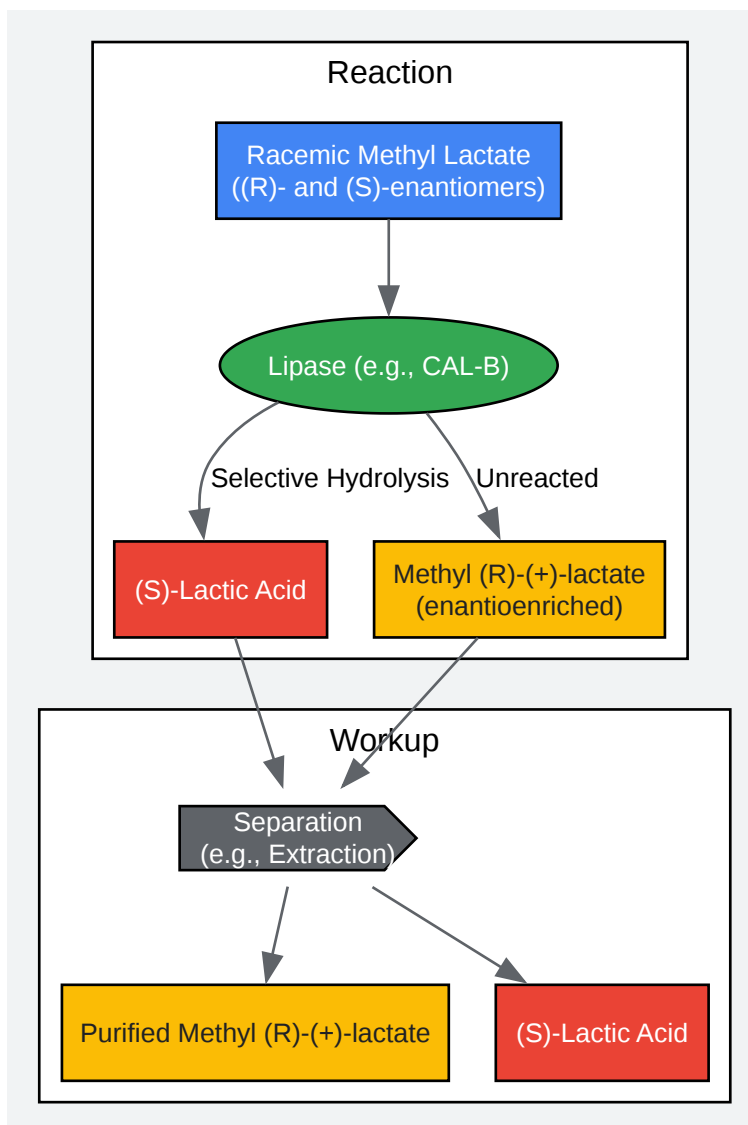 Reaction
Racemic Methyl Lactate
((R)- and (S)-enantiomers)
Lipase (e.g., CAL-B)
Selective Hydrolysis
Unreacted
(S)-Lactic Acid
Methyl (R)-(+)-lactate
(enantioenriched)
Workup
Separation
(e.g., Extraction)
Purified Methyl (R)-(+)-lactate
(S)-Lactic Acid